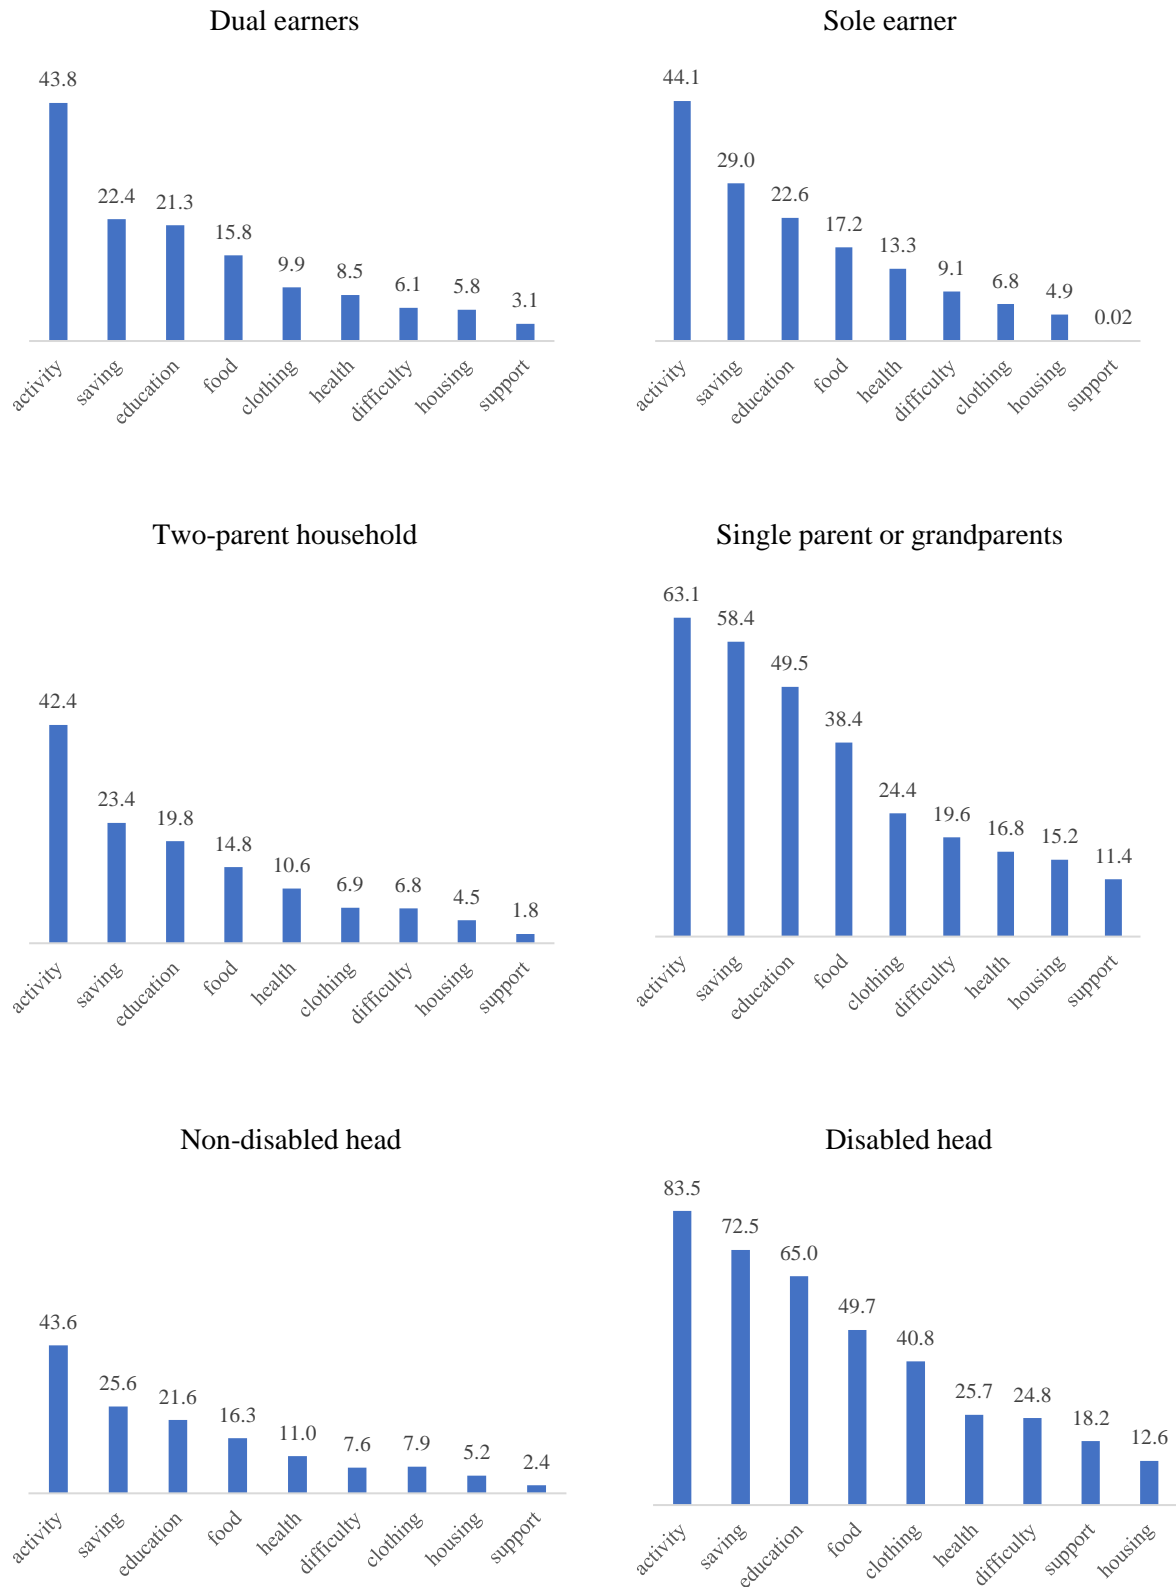 Dual earners
43.8
22.4
21.3
15.8
9.9
8.5
6.1
5.8
3.1
activity
saving
education
food
clothing
health
difficulty
housing
support
Sole earner
44.1
29.0
22.6
17.2
13.3
9.1
6.8
4.9
0.02
activity
saving
education
food
health
difficulty
clothing
housing
support
Two-parent household
42.4
23.4
19.8
14.8
10.6
6.9
6.8
4.5
1.8
activity
saving
education
food
health
clothing
difficulty
housing
support
Single parent or grandparents
63.1
58.4
49.5
38.4
24.4
19.6
16.8
15.2
11.4
activity
saving
education
food
clothing
difficulty
health
housing
support
Non-disabled head
43.6
25.6
21.6
16.3
11.0
7.6
7.9
5.2
2.4
activity
saving
education
food
health
difficulty
clothing
housing
support
Disabled head
83.5
72.5
65.0
49.7
40.8
25.7
24.8
18.2
12.6
activity
saving
education
food
clothing
health
difficulty
support
housing